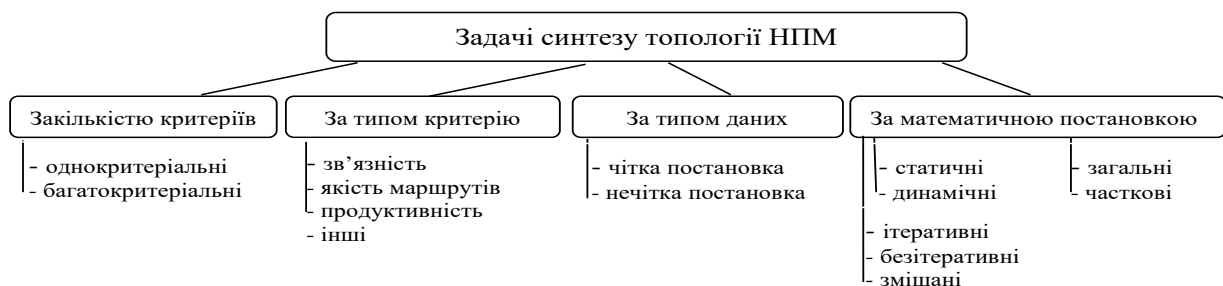 Задачі синтезу топології НПМ
Закількістю критеріїв
- однокритеріальні
- багатокритеріальні
За типом критерію
- зв’язність
- якість маршрутів
- продуктивність
- інші
За типом даних
- чітка постановка
- нечітка постановка
За математичною постановкою
- статичні
- динамічні
- загальні
- часткові
- ітеративні
- безітеративні
- змішані